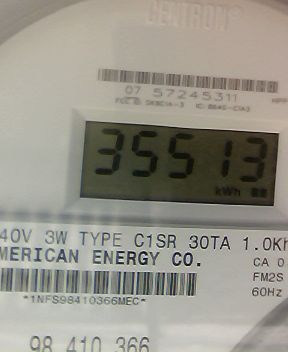 CENTRON®
07 57245311
35513
kWh
40V 3W TYPE C1SR 30TA 1.0Kh
MERICAN ENERGY CO.
CA 0.
FM2S
60Hz
*1NFS98410366MEC*
98 410 366